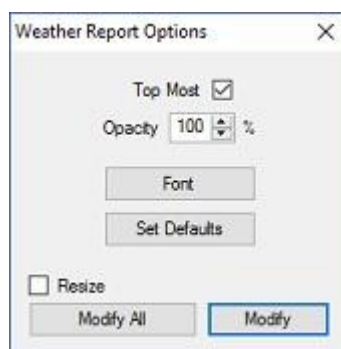 Weather Report Options
Top Most
Opacity 100 %
Font
Set Defaults
Resize
Modify All Modify